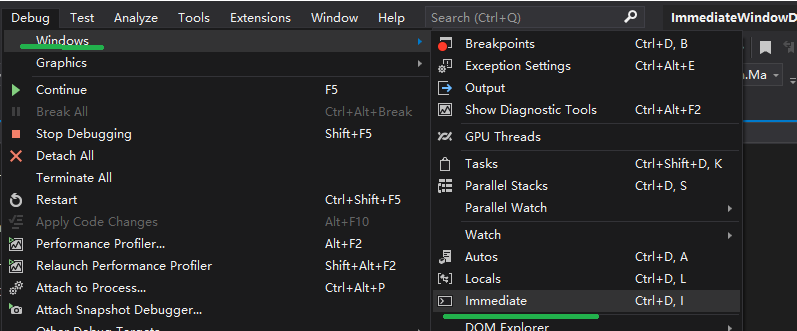 Debug Test Analyze Tools Extensions Window Help Search (Ctrl+Q) ImmediateWindowD
Windows
Graphics
Continue F5
Break All Ctrl+Alt+Break
Stop Debugging Shift+F5
Detach All
Terminate All
Restart Ctrl+Shift+F5
Apply Code Changes Alt+F10
Performance Profiler... Alt+F2
Relaunch Performance Profiler Shift+Alt+F2
Attach to Process... Ctrl+Alt+P
Attach Snapshot Debugger...
Other Debug Targets
Breakpoints Ctrl+D, B
Exception Settings Ctrl+Alt+E
Output
Show Diagnostic Tools Ctrl+Alt+F2
GPU Threads
Tasks Ctrl+Shift+D, K
Parallel Stacks Ctrl+D, S
Parallel Watch
Watch
Autos Ctrl+D, A
Locals Ctrl+D, L
Immediate Ctrl+D, I
DOM Explorer
n.Ma